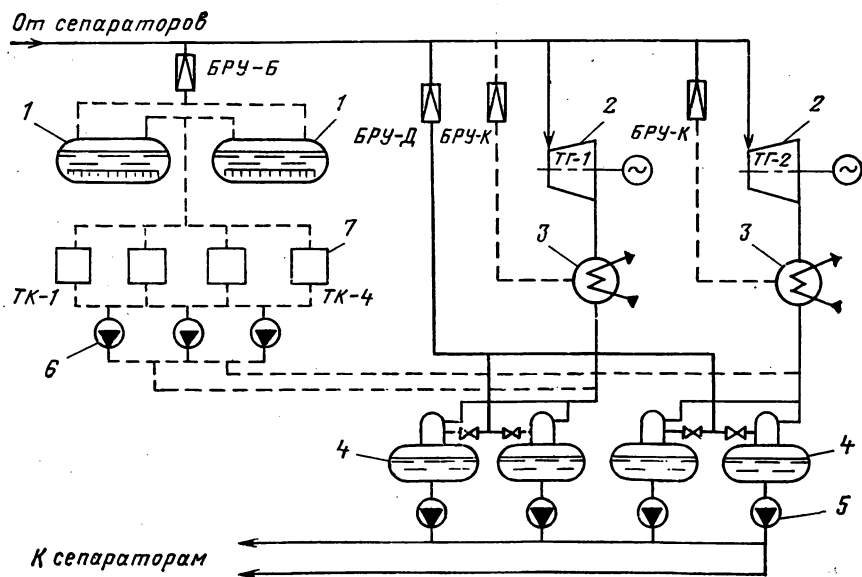 От сепараторов
БРУ-Б
1
1
БРУ-Д
БРУ-К
2
ТГ-1
БРУ-К
2
ТГ-2
3
3
7
ТК-1
ТК-4
6
4
4
5
К сепараторам